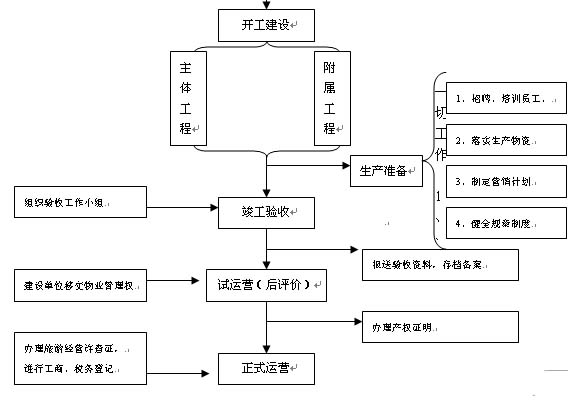 开工建设
主体工程
附属工程
切工作
1、
生产准备
1、招聘、培训员工、
2、落实生产物资
3、制定营销计划
4、健全规章制度
组织验收工作小组
竣工验收
报送验收资料，存档备案
建设单位移交物业管理权
试运营（后评价）
办理产权证明
办理旅游经营许可证、
进行工商、税务登记
正式运营